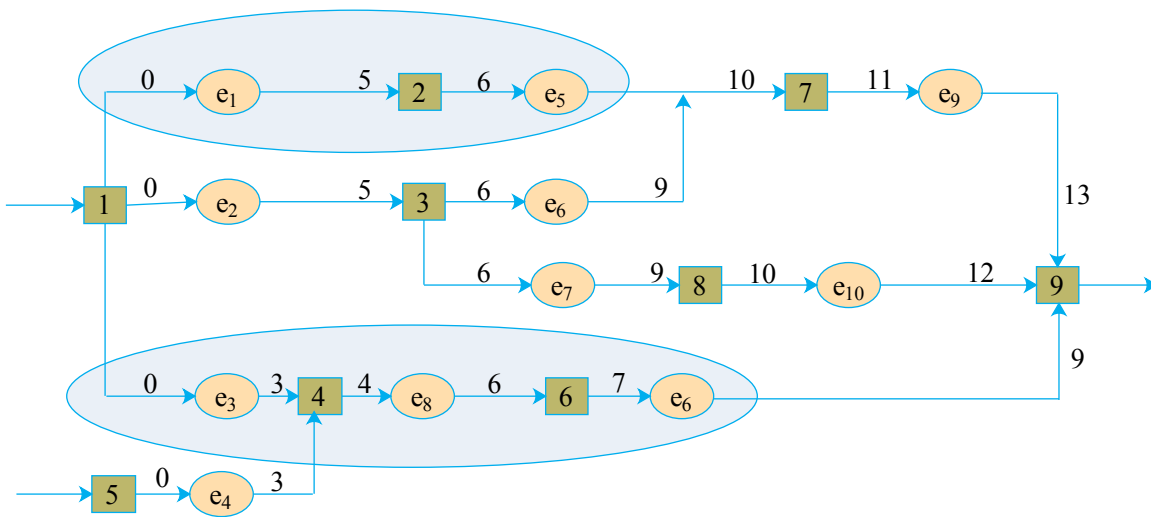 0 e₁ 5 2 6 e₅ 10 7 11 e₉
1 0 e₂ 5 3 6 e₆ 9 13
6 e₇ 9 8 10 e₁₀ 12 9
9
0 e₃ 3 4 4 e₈ 6 6 7 e₆
5 0 e₄ 3